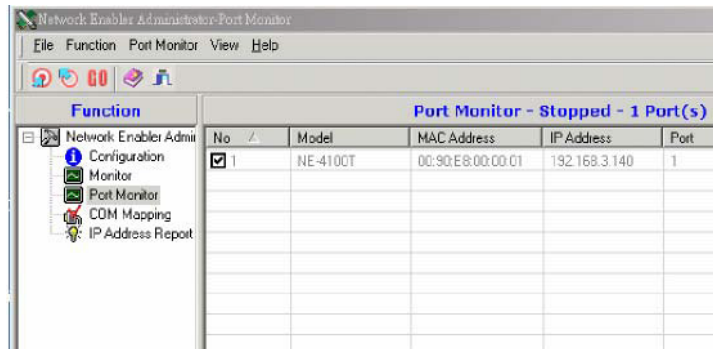 Network Enabler Administrator-Port Monitor
File Function Port Monitor View Help
GO
Function
Port Monitor - Stopped - 1 Port(s)
Network Enabler Admir
No Model MAC Address IP Address Port
1 NE-4100T 00:90:E8:00:00:01 192.168.3.140 1
Configuration
Monitor
Port Monitor
COM Mapping
IP Address Report